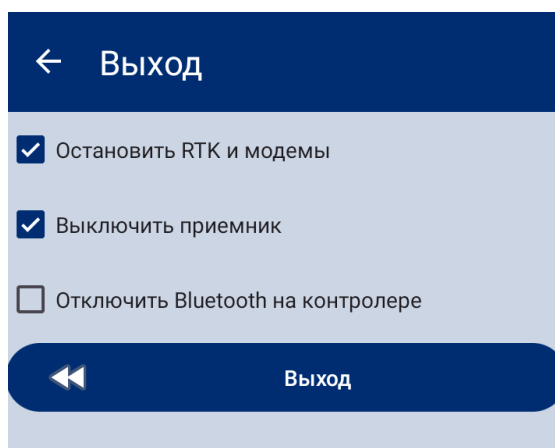 Выход
Остановить RTK и модемы
Выключить приемник
Отключить Bluetooth на контролере
Выход